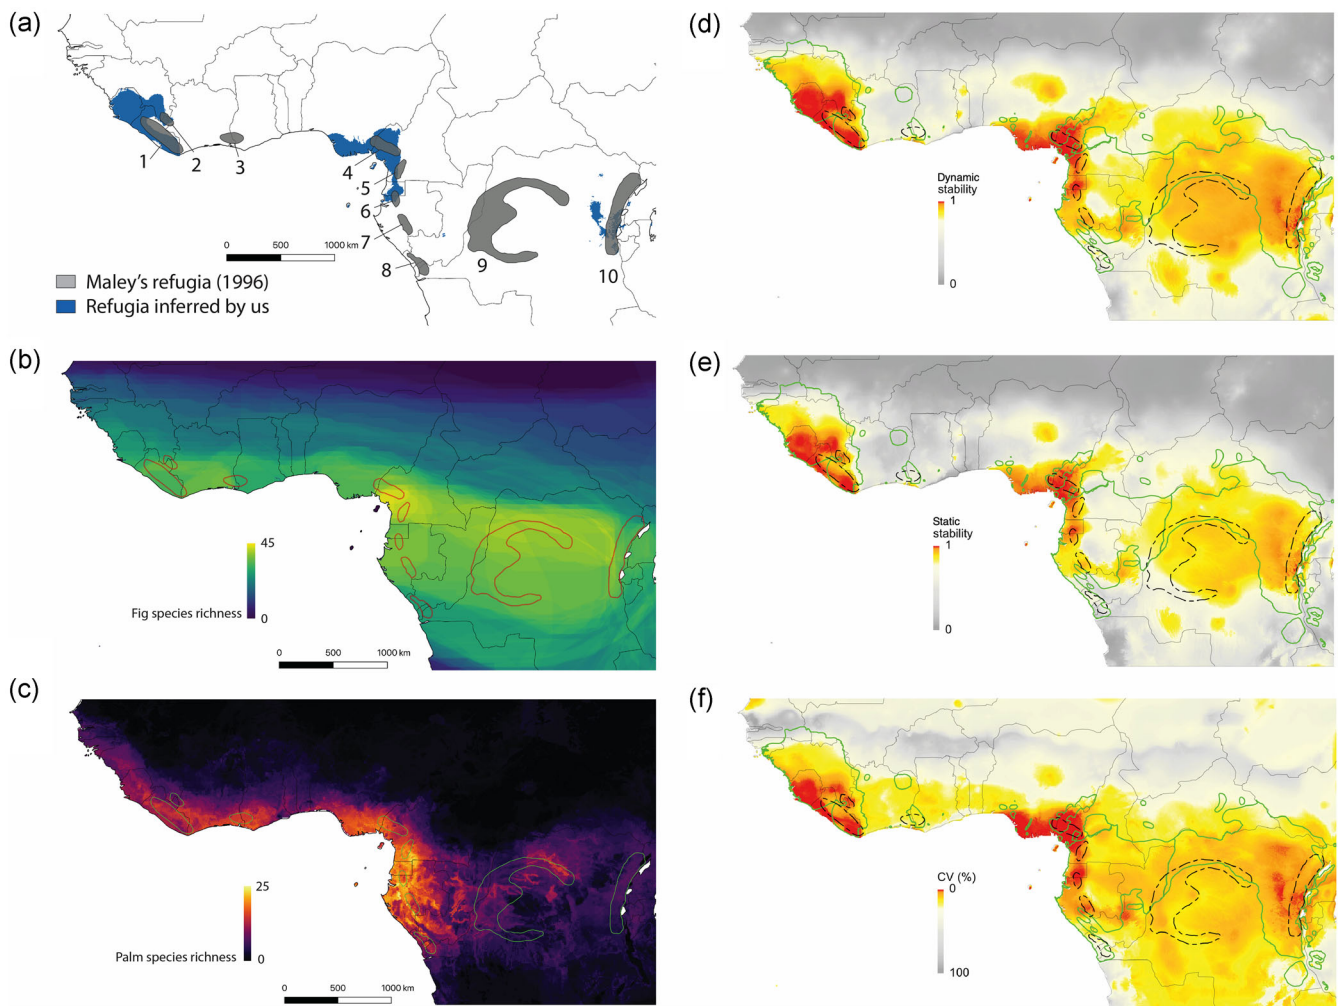 (a)
1
2
3
4
5
6
7
8
9
10
0 500 1000 km
Maley's refugia (1996)
Refugia inferred by us
(b)
45
Fig species richness
0
0 500 1000 km
(c)
25
Palm species richness
0
0 500 1000 km
(d)
Dynamic
stability
1
0
(e)
Static
stability
1
0
(f)
CV (%)
0
100